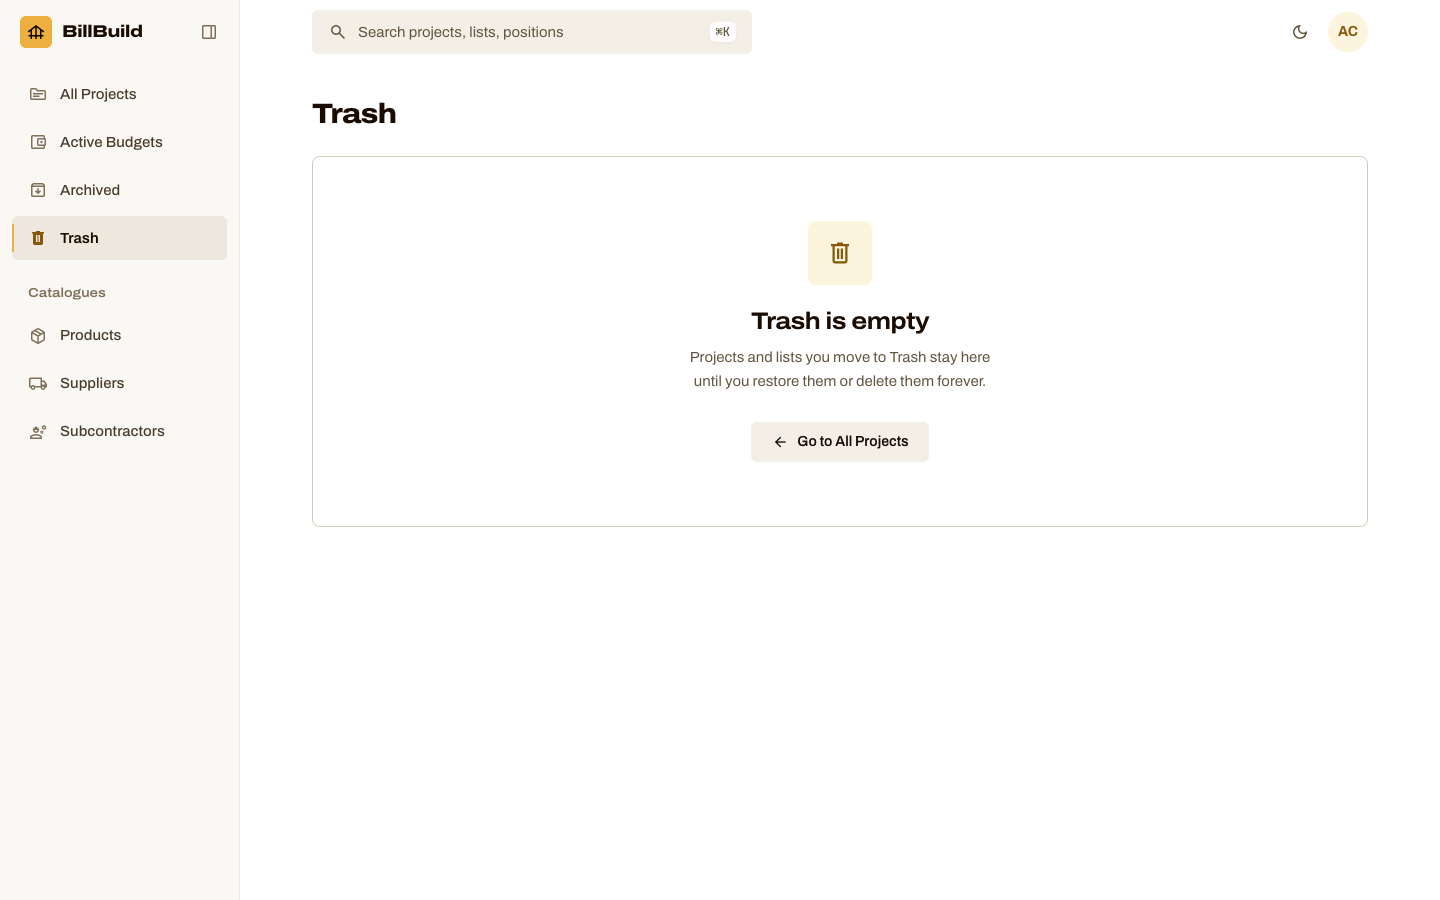 BillBuild
Search projects, lists, positions
⌘K
AC
All Projects
Active Budgets
Archived
Trash
Catalogues
Products
Suppliers
Subcontractors
Trash
Trash is empty
Projects and lists you move to Trash stay here
until you restore them or delete them forever.
Go to All Projects